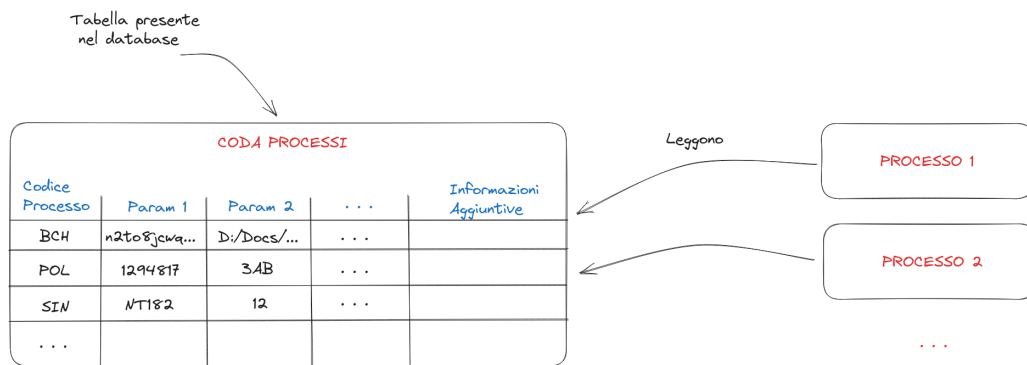 Tabella presente
nel database
CODA PROCESSI
Codice
Processo
Param 1
Param 2
...
Informazioni
Aggiuntive
BCH
n2to8jcwq...
D:/Docs/...
...
POL
1294817
3AB
...
SIN
NT182
12
...
...
Leggono
PROCESSO 1
PROCESSO 2
...